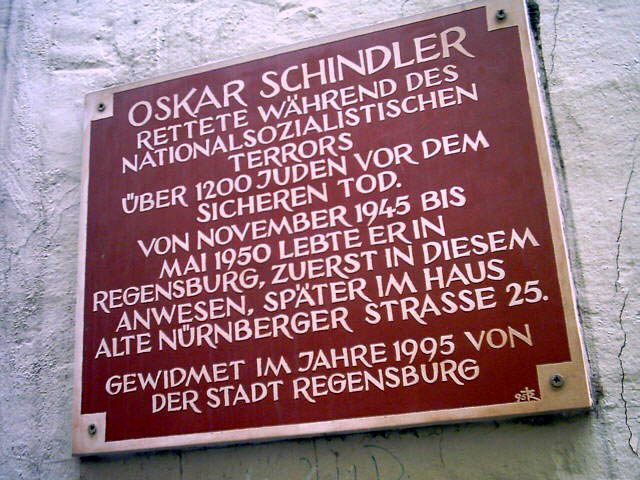 OSKAR SCHINDLER
RETTETE WÄHREND DES
NATIONALSOZIALISTISCHEN
TERRORS
ÜBER 1200 JUDEN VOR DEM
SICHEREN TOD.
VON NOVEMBER 1945 BIS
MAI 1950 LEBTE ER IN
REGENSBURG, ZUERST IN DIESEM
ANWESEN, SPÄTER IM HAUS
ALTE NÜRNBERGER STRASSE 25.
GEWIDMET IM JAHRE 1995 VON
DER STADT REGENSBURG